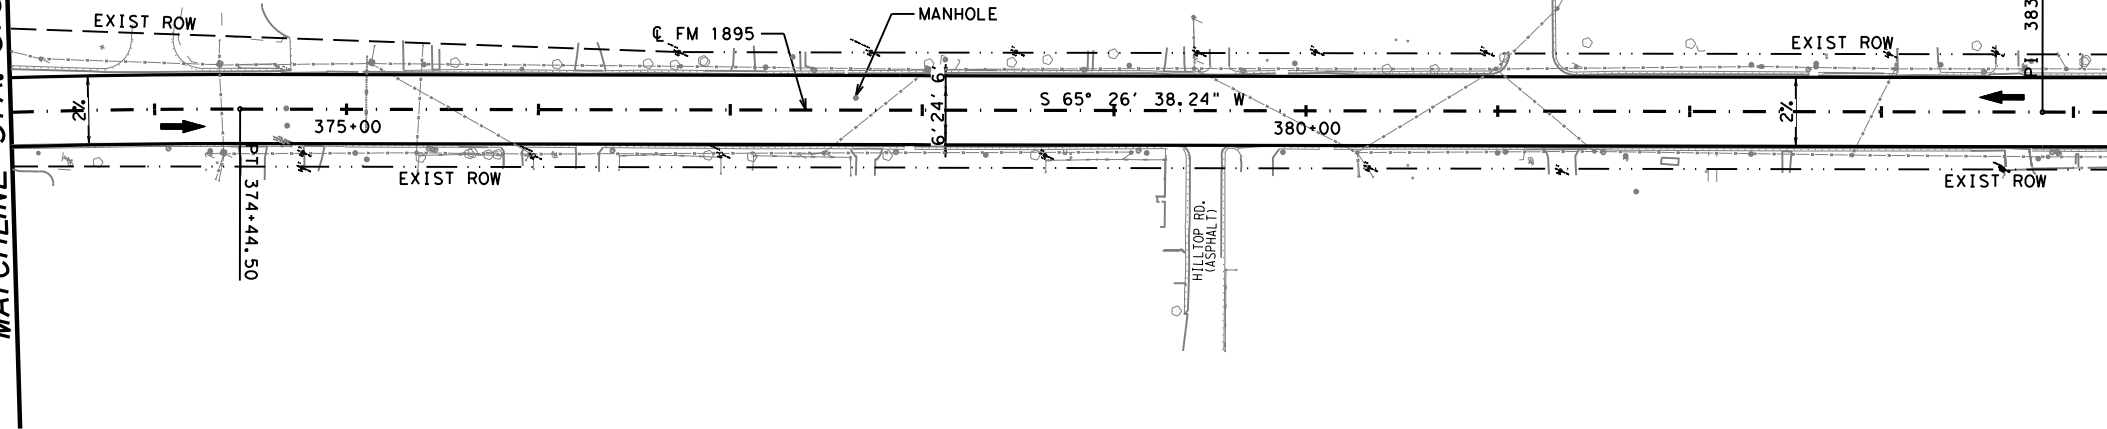 EXIST ROW
℄ FM 1895
MANHOLE
EXIST ROW
383
PI
2%
6' 24' 6'
S 65° 26' 38.24" W
2%
375+00
380+00
PT 374+44.50
EXIST ROW
EXIST ROW
HILLTOP RD.
(ASPHALT)
MATCHLINE STA.